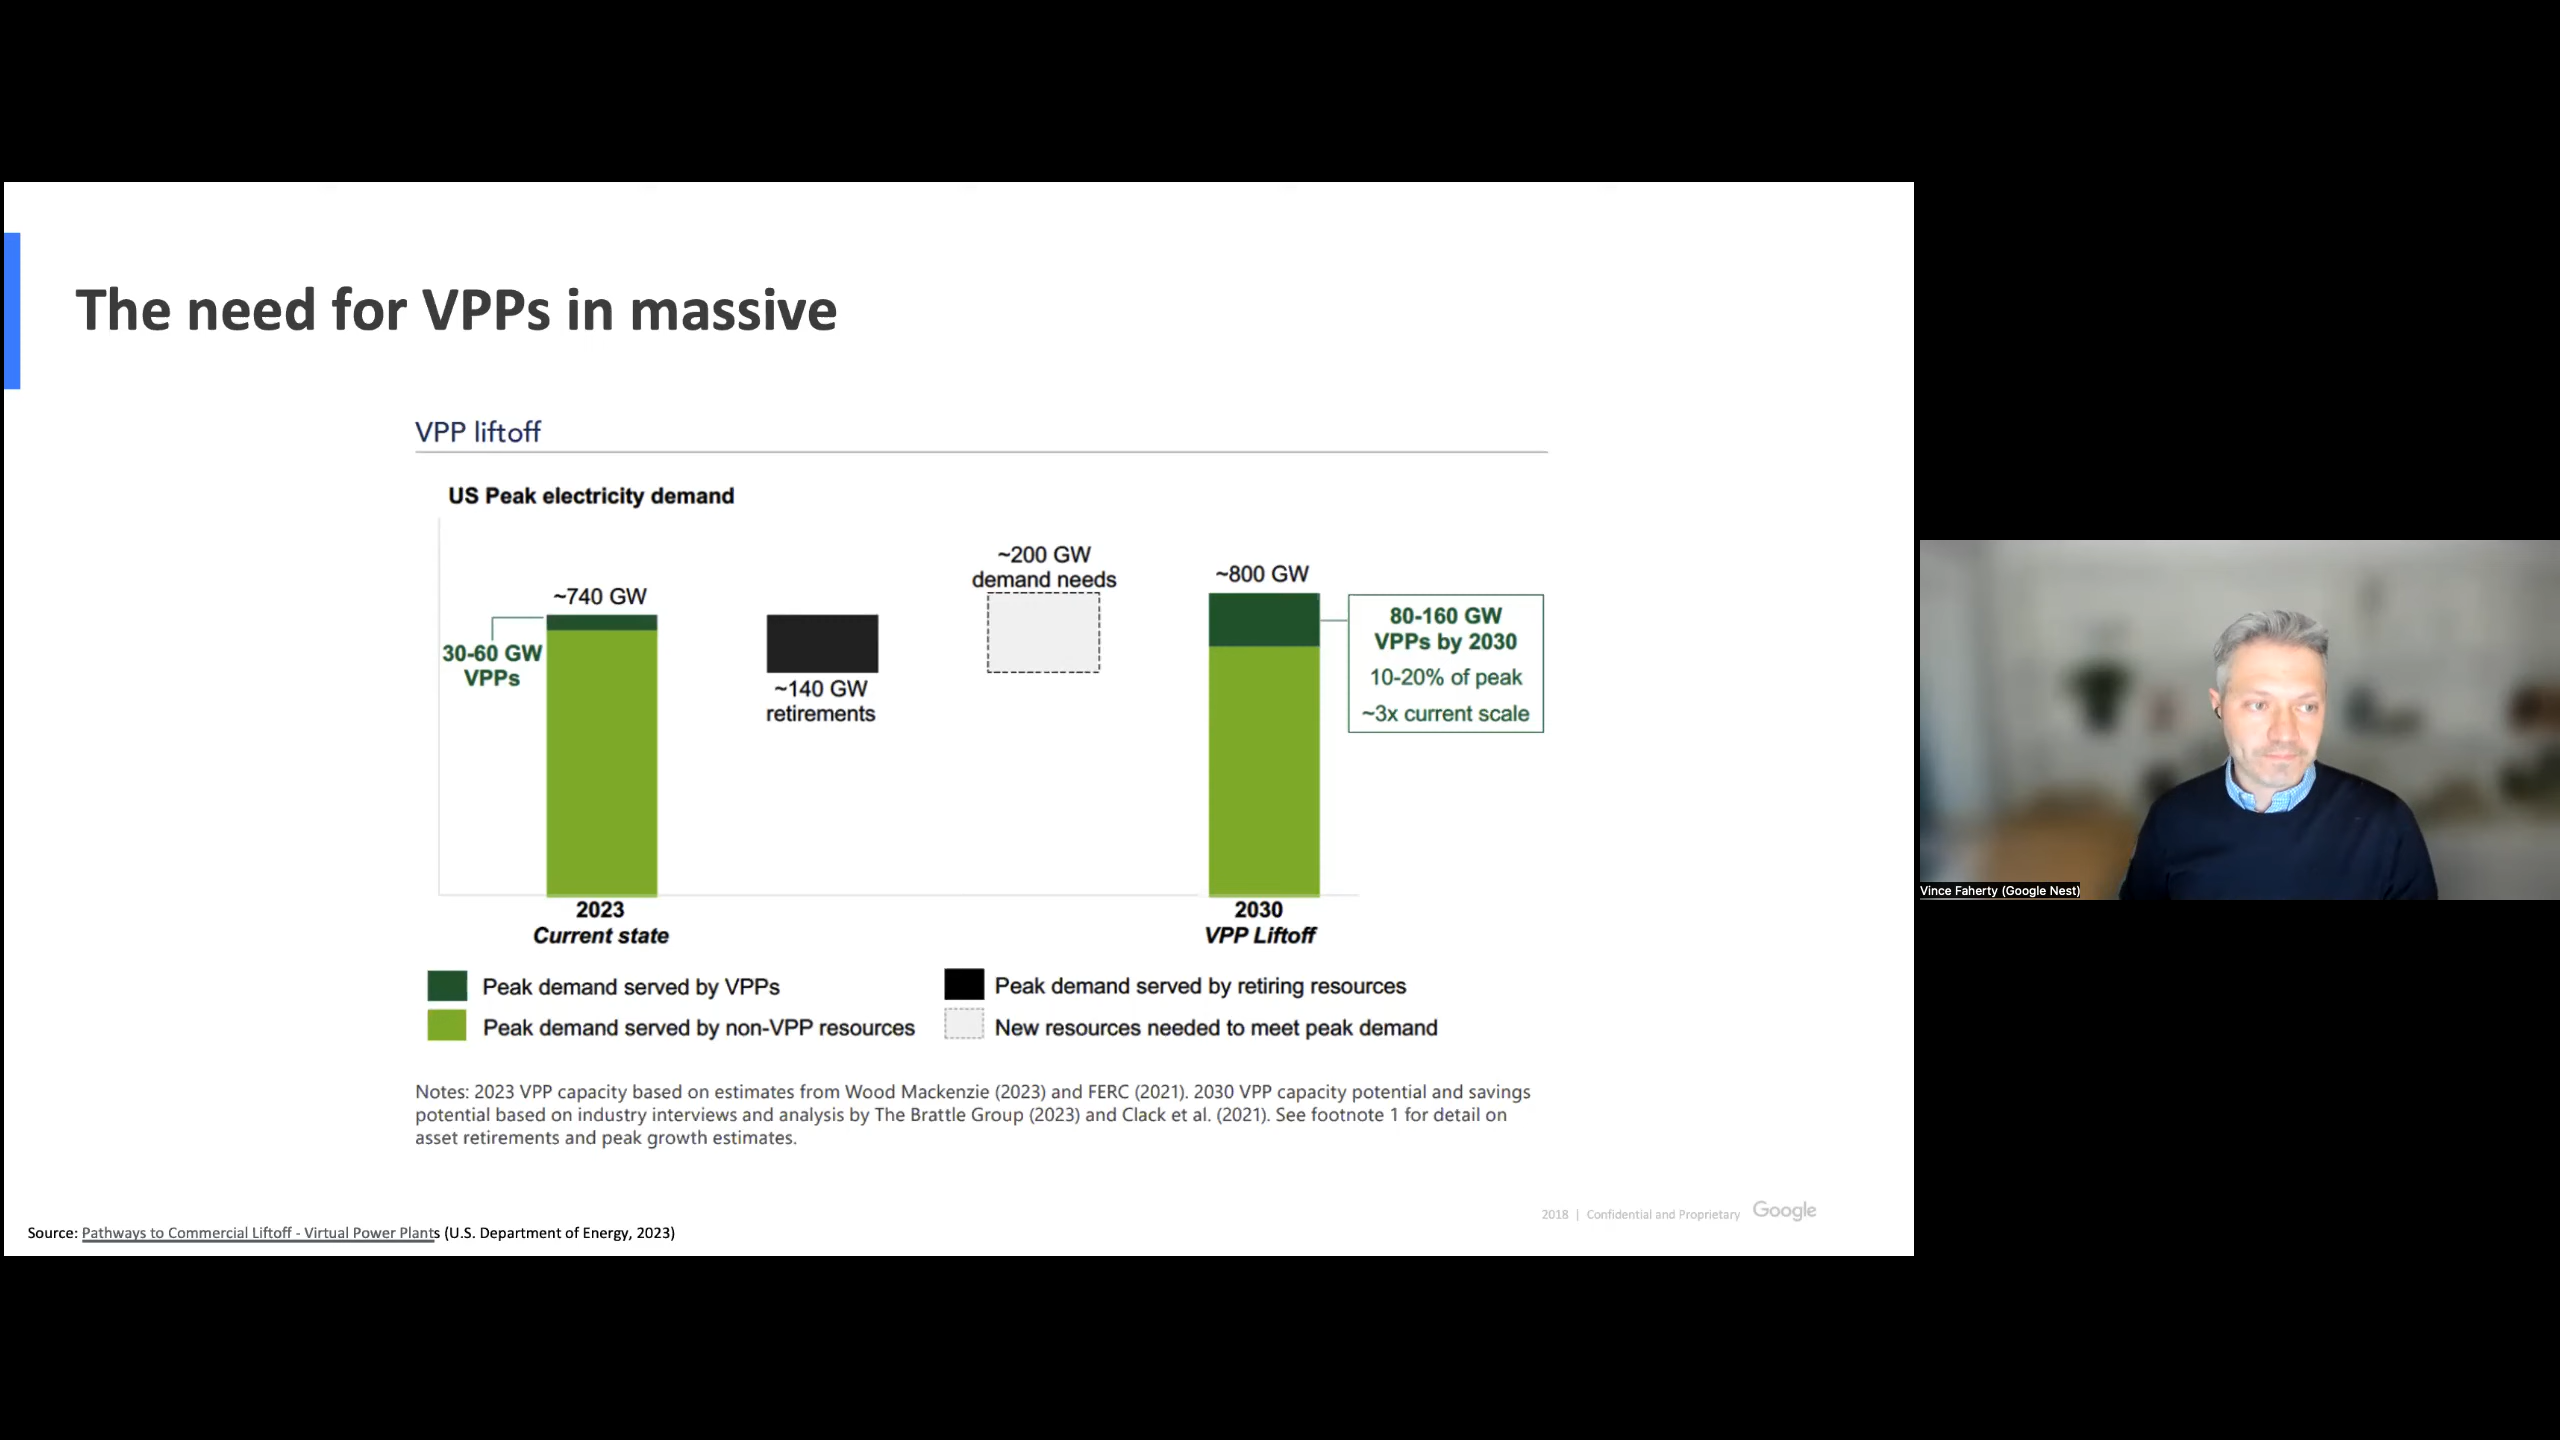 The need for VPPs in massive
VPP liftoff
US Peak electricity demand
~740 GW
30-60 GW
VPPs
~140 GW
retirements
~200 GW
demand needs
~800 GW
80-160 GW
VPPs by 2030
10-20% of peak
~3x current scale
2023
Current state
2030
VPP Liftoff
Peak demand served by VPPs
Peak demand served by non-VPP resources
Peak demand served by retiring resources
New resources needed to meet peak demand
Notes: 2023 VPP capacity based on estimates from Wood Mackenzie (2023) and FERC (2021). 2030 VPP capacity potential and savings
potential based on industry interviews and analysis by The Brattle Group (2023) and Clack et al. (2021). See footnote 1 for detail on
asset retirements and peak growth estimates.
2018 | Confidential and Proprietary Google
Source: Pathways to Commercial Liftoff - Virtual Power Plants (U.S. Department of Energy, 2023)
Vince Faherty (Google Nest)